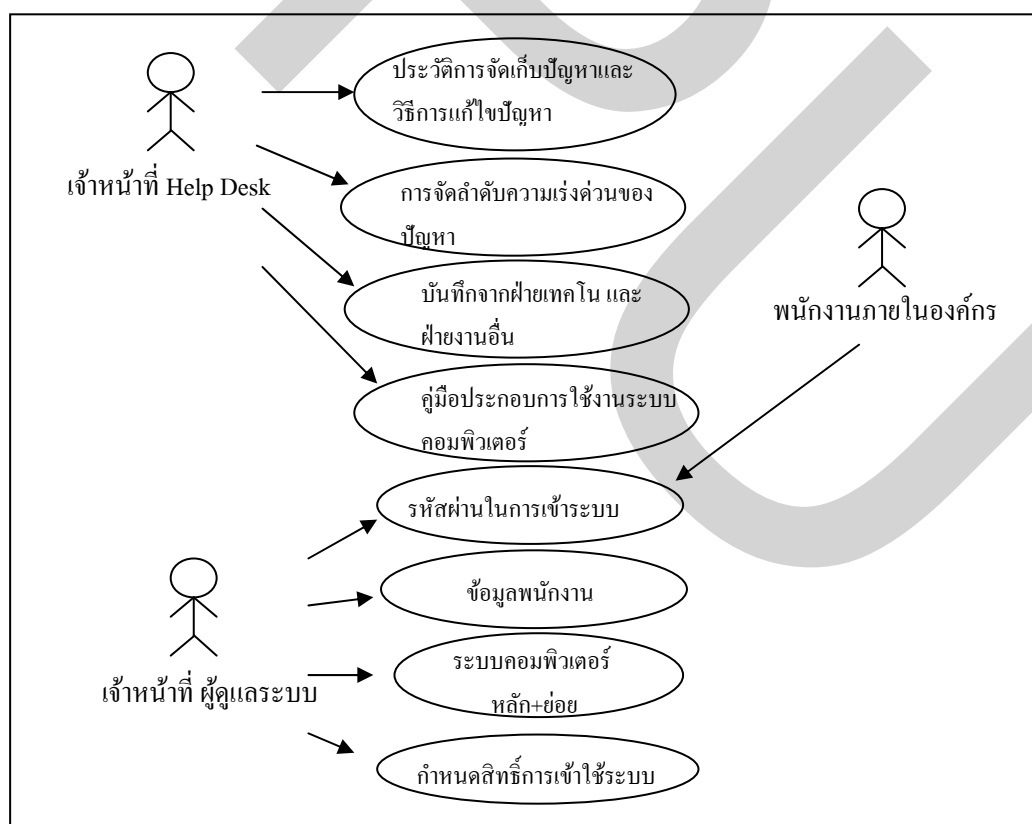 ประวัติการจัดเก็บปัญหาและ
วิธีการแก้ไขปัญหา
เจ้าหน้าที่ Help Desk
การจัดลำดับความเร่งด่วนของ
ปัญหา
บันทึกจากฝ่ายเทคโน และ
ฝ่ายงานอื่น
พนักงานภายในองค์กร
คู่มือประกอบการใช้งานระบบ
คอมพิวเตอร์
รหัสผ่านในการเข้าระบบ
ข้อมูลพนักงาน
เจ้าหน้าที่ ผู้ดูแลระบบ
ระบบคอมพิวเตอร์
หลัก+ย่อย
กำหนดสิทธิ์การเข้าใช้ระบบ